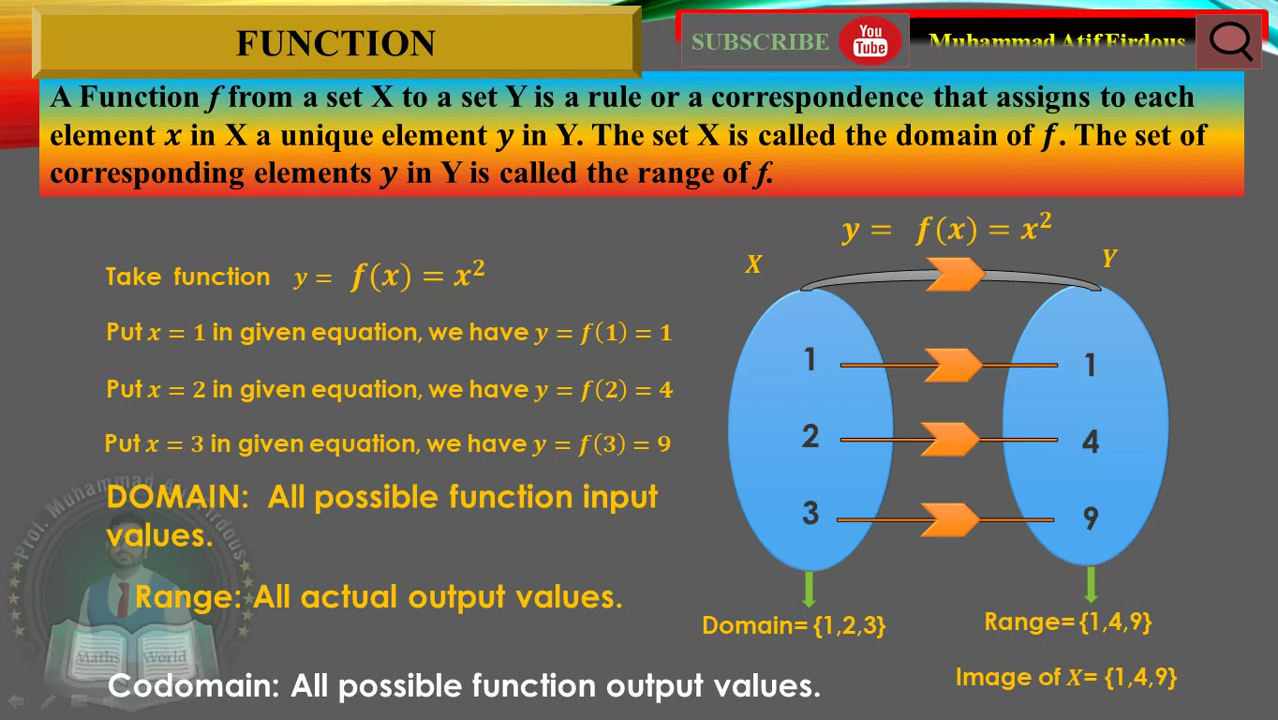 FUNCTION
SUBSCRIBE
You
Tube
Muhammad Atif Firdous
A Function f from a set X to a set Y is a rule or a correspondence that assigns to each
element x in X a unique element y in Y. The set X is called the domain of f. The set of
corresponding elements y in Y is called the range of f.
Take function y = f(x) = x²
Put x = 1 in given equation, we have y = f(1) = 1
Put x = 2 in given equation, we have y = f(2) = 4
Put x = 3 in given equation, we have y = f(3) = 9
DOMAIN: All possible function input
values.
Range: All actual output values.
Codomain: All possible function output values.
y = f(x) = x²
X Y
1 1
2 4
3 9
Domain= {1,2,3}
Range= {1,4,9}
Image of X= {1,4,9}
Prof. Muhammad Firdous
Maths World